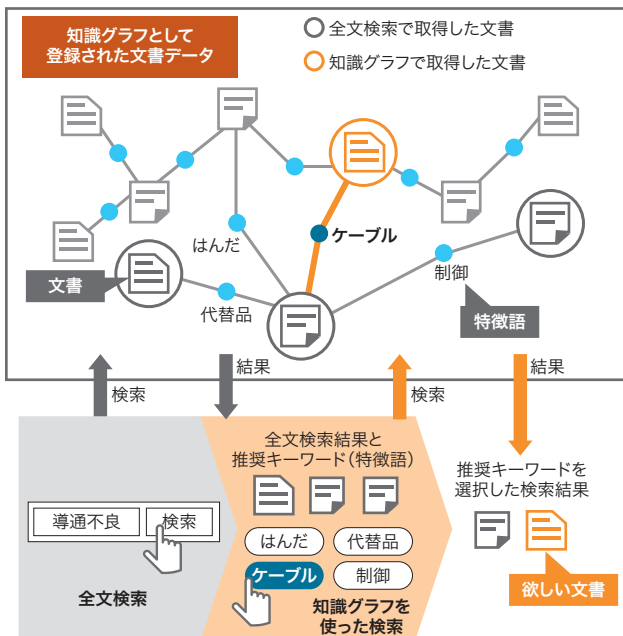 知識グラフとして
登録された文書データ
全文検索で取得した文書
知識グラフで取得した文書
はんだ
ケーブル
文書
代替品
制御
特徴語
検索
結果
検索
結果
全文検索結果と
推奨キーワード(特徴語)
導通不良
検索
はんだ
代替品
ケーブル
制御
全文検索
知識グラフを
使った検索
推奨キーワードを
選択した検索結果
欲しい文書